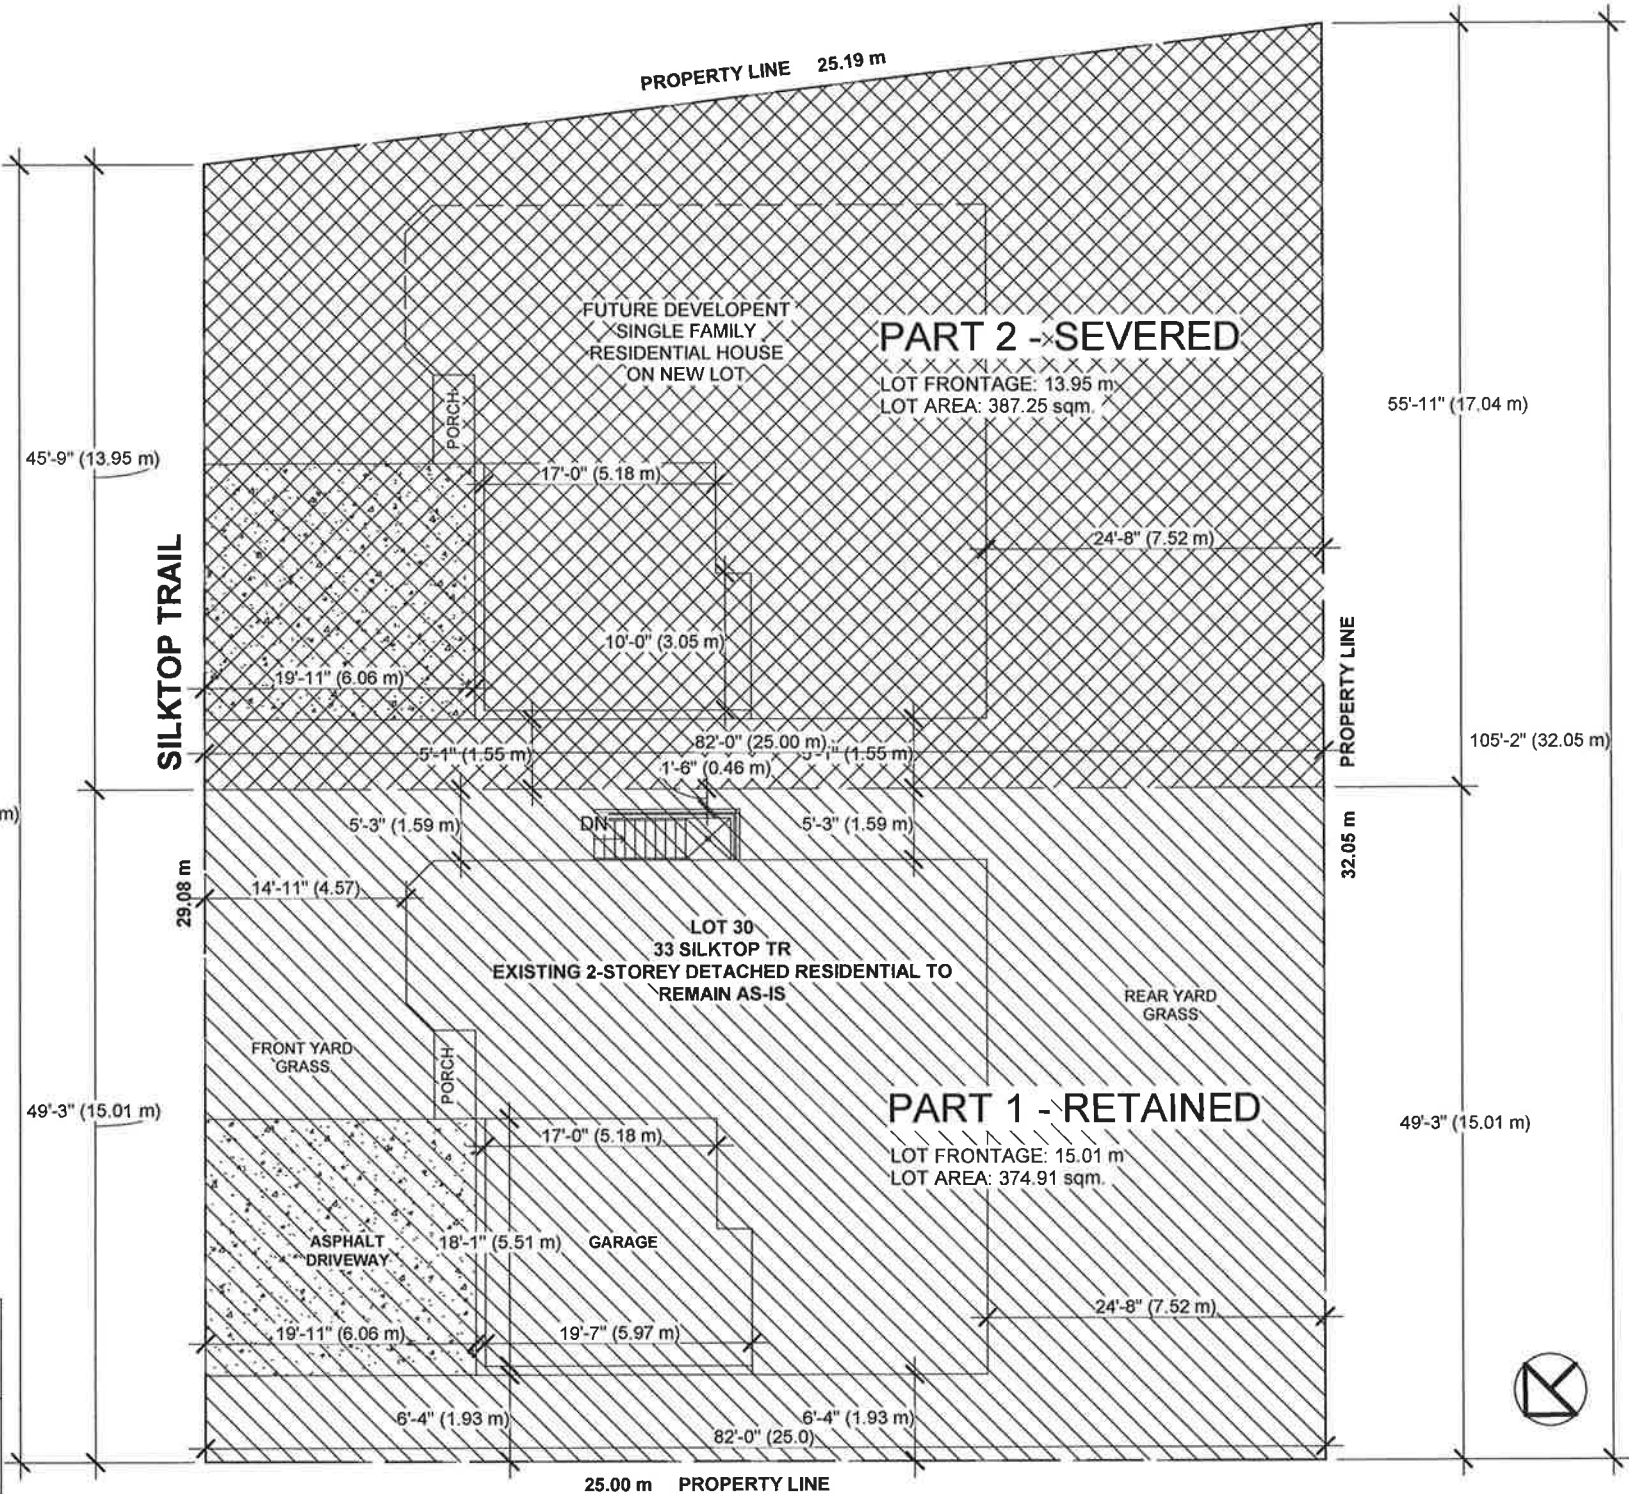 PROPERTY LINE 25.19 m
FUTURE DEVELOPENT
SINGLE FAMILY
RESIDENTIAL HOUSE
ON NEW LOT
PART 2 - SEVERED
LOT FRONTAGE: 13.95 m
LOT AREA: 387.25 sqm.
55'-11" (17.04 m)
PORCH
45'-9" (13.95 m)
17'-0" (5.18 m)
24'-8" (7.52 m)
SILKTOP TRAIL
10'-0" (3.05 m)
19'-11" (6.06 m)
PROPERTY LINE
32.05 m
105'-2" (32.05 m)
82'-0" (25.00 m)
5'-1" (1.55 m)
5'-1" (1.55 m)
1'-6" (0.46 m)
m)
5'-3" (1.59 m)
DN
5'-3" (1.59 m)
29.08 m
14'-11" (4.57)
LOT 30
33 SILKTOP TR
EXISTING 2-STOREY DETACHED RESIDENTIAL TO
REMAIN AS-IS
REAR YARD
GRASS
FRONT YARD
GRASS
PORCH
49'-3" (15.01 m)
PART 1 - RETAINED
LOT FRONTAGE: 15.01 m
LOT AREA: 374.91 sqm.
49'-3" (15.01 m)
17'-0" (5.18 m)
ASPHALT
DRIVEWAY
18'-1" (5.51 m)
GARAGE
24'-8" (7.52 m)
19'-11" (6.06 m)
19'-7" (5.97 m)
6'-4" (1.93 m)
6'-4" (1.93 m)
82'-0" (25.0)
25.00 m PROPERTY LINE